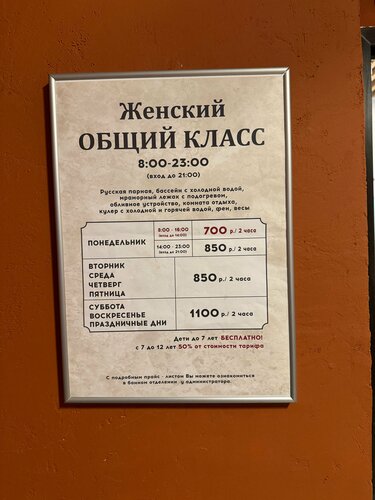 Женский
ОБЩИЙ КЛАСС
8:00-23:00
(вход до 21:00)
Русская парная, бассейн с холодной водой,
мраморный лежак с подогревом,
обливное устройство, комната отдыха,
кулер с холодной и горячей водой, фен, весы
ПОНЕДЕЛЬНИК
8:00 - 16:00
(вход до 14:00)
700 р./ 2 часа
14:00 - 23:00
(вход до 21:00)
850 р./ 2 часа
ВТОРНИК
СРЕДА
ЧЕТВЕРГ
ПЯТНИЦА
850 р./ 2 часа
СУББОТА
ВОСКРЕСЕНЬЕ
ПРАЗДНИЧНЫЕ ДНИ
1100 р./ 2 часа
Дети до 7 лет БЕСПЛАТНО!
с 7 до 12 лет 50% от стоимости тарифа
С подробным прайс - листом Вы можете ознакомиться
в банном отделении у администратора.